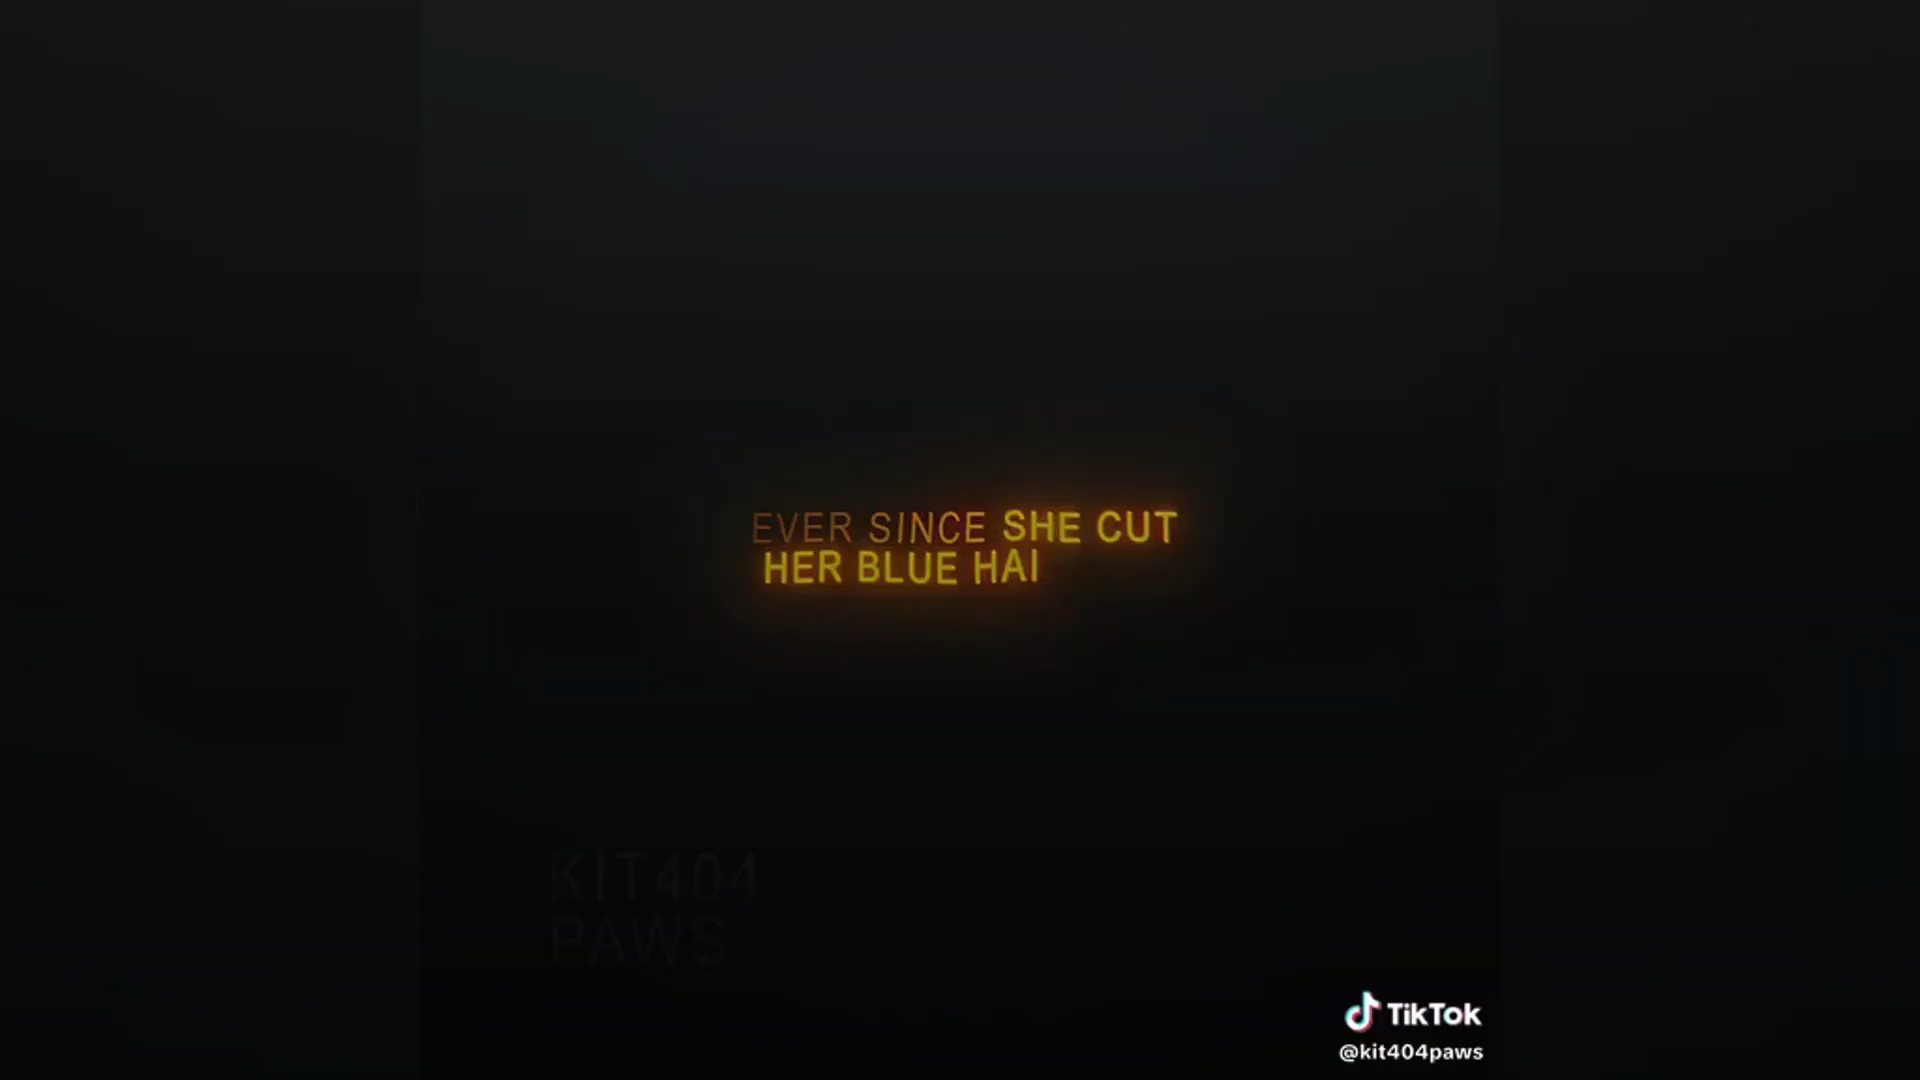 EVER SINCE SHE CUT
HER BLUE HAI
KIT404
PAWS
TikTok
@kit404paws